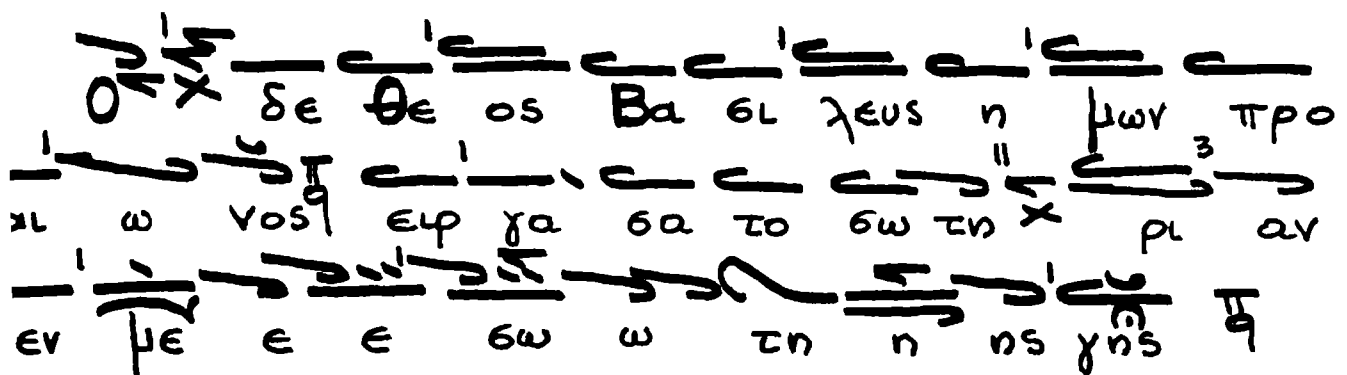 Ο δε Θε ος Βα σι λευς η μων προ
αι ω νος ειρ γα σα το σω τη ρι αν
εν με ε ε σω ω τη η ης γης